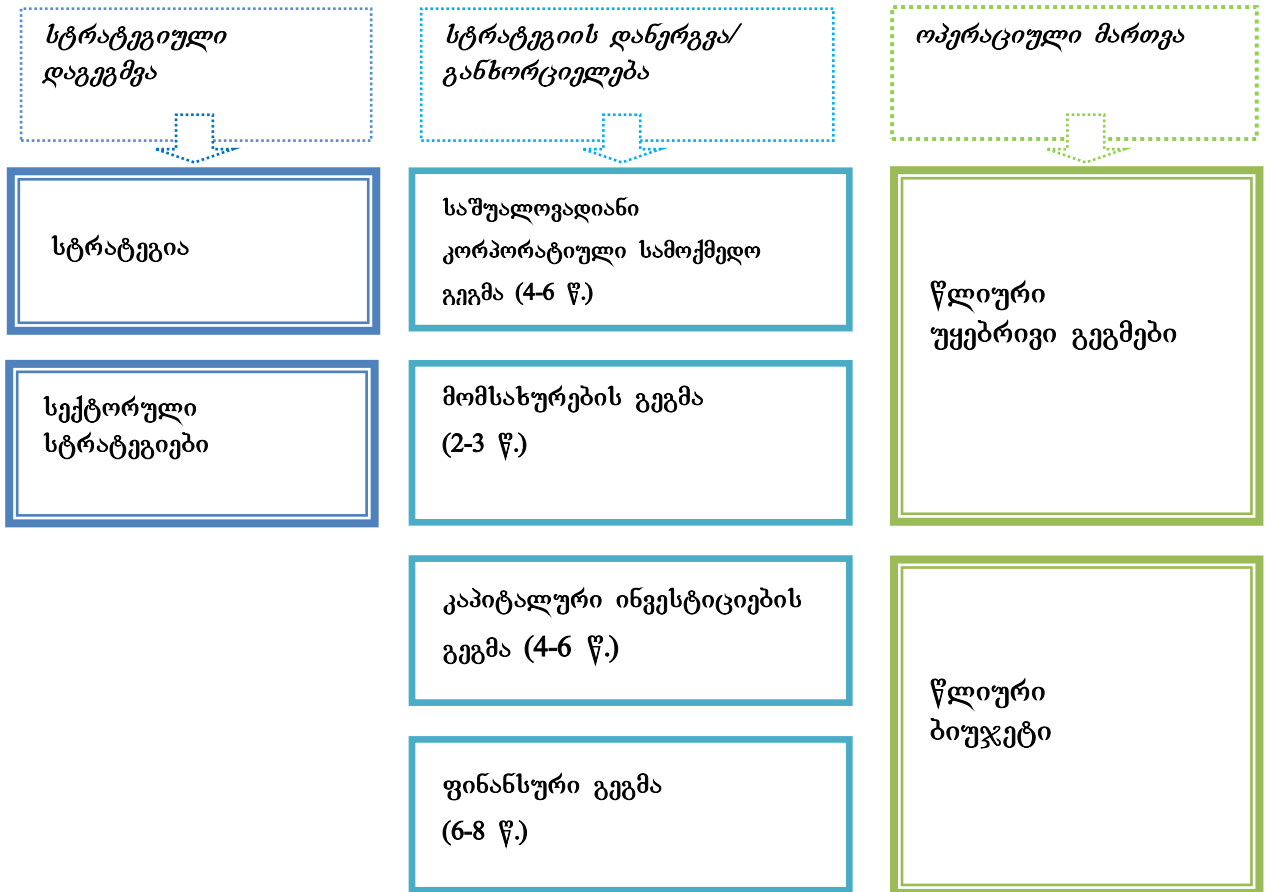 სტრატეგიული
დაგეგმვა
სტრატეგიის დანერგვა/
განხორციელება
ოპერაციული მართვა
სტრატეგია
სექტორული
სტრატეგიები
საშუალოვადიანი
კორპორატიული სამოქმედო
გეგმა (4-6 წ.)
მომსახურების გეგმა
(2-3 წ.)
კაპიტალური ინვესტიციების
გეგმა (4-6 წ.)
ფინანსური გეგმა
(6-8 წ.)
წლიური
უყებრივი გეგმები
წლიური
ბიუჯეტი